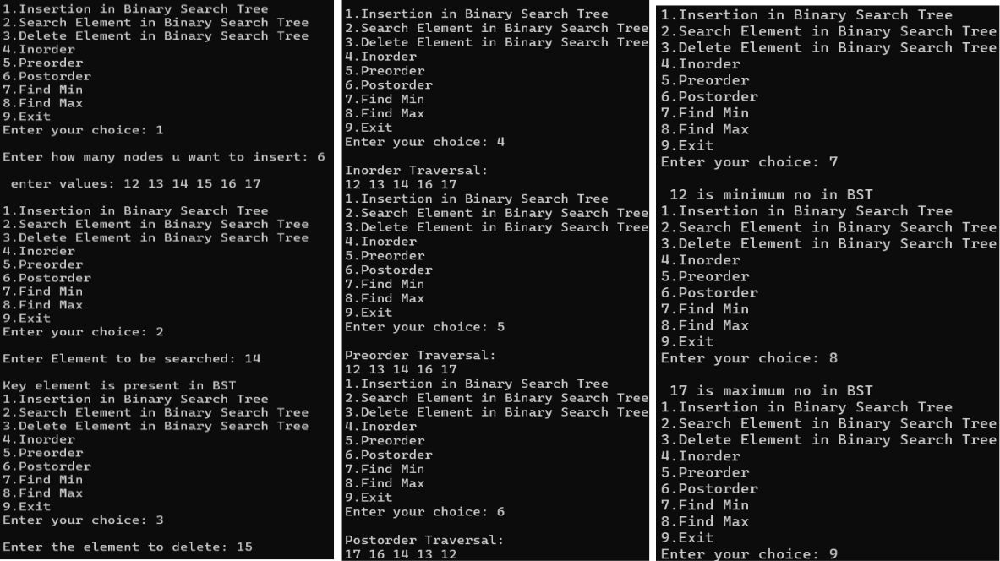 1.Insertion in Binary Search Tree
2.Search Element in Binary Search Tree
3.Delete Element in Binary Search Tree
4.Inorder
5.Preorder
6.Postorder
7.Find Min
8.Find Max
9.Exit
Enter your choice: 1
Enter how many nodes u want to insert: 6
enter values: 12 13 14 15 16 17
1.Insertion in Binary Search Tree
2.Search Element in Binary Search Tree
3.Delete Element in Binary Search Tree
4.Inorder
5.Preorder
6.Postorder
7.Find Min
8.Find Max
9.Exit
Enter your choice: 2
Enter Element to be searched: 14
Key element is present in BST
1.Insertion in Binary Search Tree
2.Search Element in Binary Search Tree
3.Delete Element in Binary Search Tree
4.Inorder
5.Preorder
6.Postorder
7.Find Min
8.Find Max
9.Exit
Enter your choice: 3
Enter the element to delete: 15
1.Insertion in Binary Search Tree
2.Search Element in Binary Search Tree
3.Delete Element in Binary Search Tree
4.Inorder
5.Preorder
6.Postorder
7.Find Min
8.Find Max
9.Exit
Enter your choice: 4
Inorder Traversal:
12 13 14 16 17
1.Insertion in Binary Search Tree
2.Search Element in Binary Search Tree
3.Delete Element in Binary Search Tree
4.Inorder
5.Preorder
6.Postorder
7.Find Min
8.Find Max
9.Exit
Enter your choice: 5
Preorder Traversal:
12 13 14 16 17
1.Insertion in Binary Search Tree
2.Search Element in Binary Search Tree
3.Delete Element in Binary Search Tree
4.Inorder
5.Preorder
6.Postorder
7.Find Min
8.Find Max
9.Exit
Enter your choice: 6
Postorder Traversal:
17 16 14 13 12
1.Insertion in Binary Search Tree
2.Search Element in Binary Search Tree
3.Delete Element in Binary Search Tree
4.Inorder
5.Preorder
6.Postorder
7.Find Min
8.Find Max
9.Exit
Enter your choice: 7
12 is minimum no in BST
1.Insertion in Binary Search Tree
2.Search Element in Binary Search Tree
3.Delete Element in Binary Search Tree
4.Inorder
5.Preorder
6.Postorder
7.Find Min
8.Find Max
9.Exit
Enter your choice: 8
17 is maximum no in BST
1.Insertion in Binary Search Tree
2.Search Element in Binary Search Tree
3.Delete Element in Binary Search Tree
4.Inorder
5.Preorder
6.Postorder
7.Find Min
8.Find Max
9.Exit
Enter your choice: 9